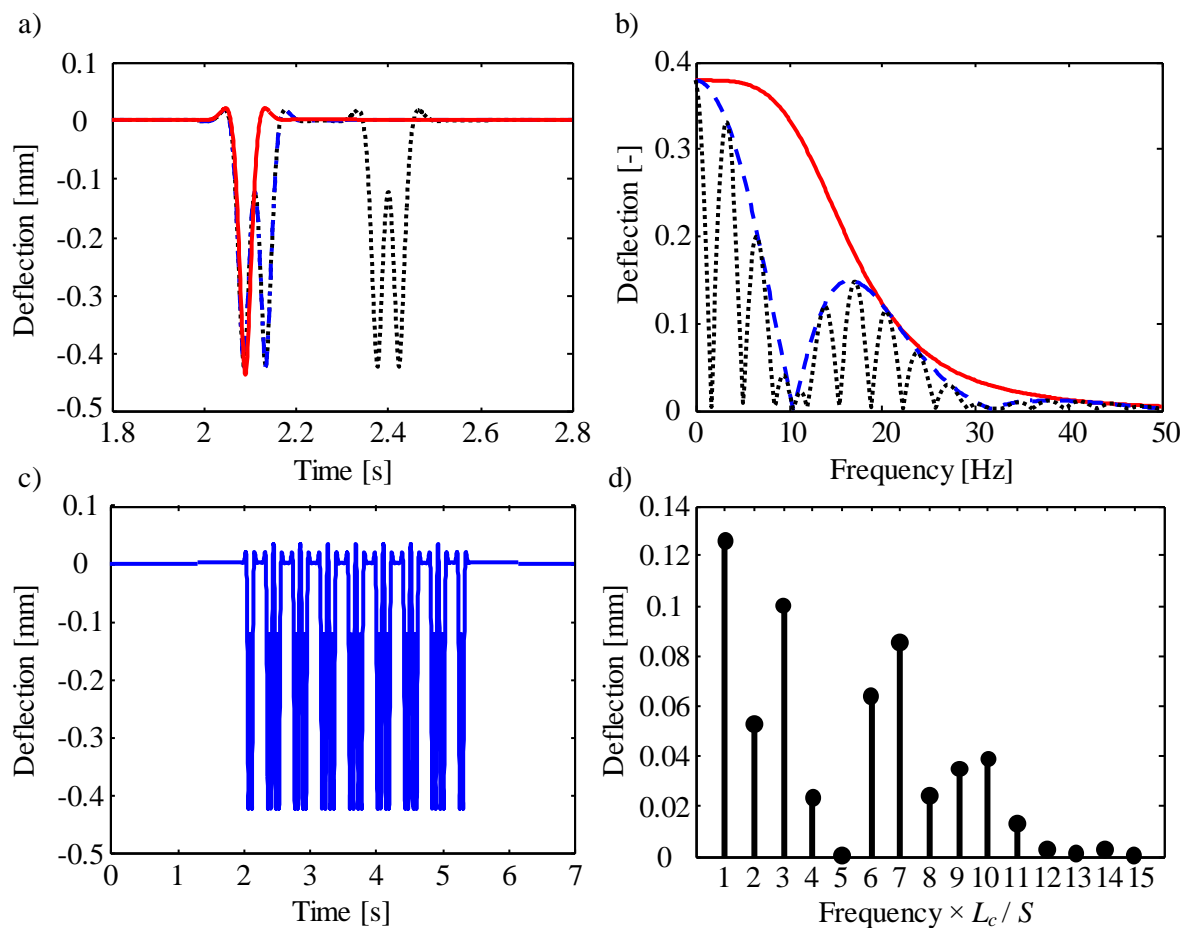 a)
0.1
0
-0.1
-0.2
-0.3
-0.4
-0.5
Deflection [mm]
1.8 2 2.2 2.4 2.6 2.8
Time [s]
b)
0.4
0.3
0.2
0.1
0
Deflection [-]
0 10 20 30 40 50
Frequency [Hz]
c)
0.1
0
-0.1
-0.2
-0.3
-0.4
-0.5
Deflection [mm]
0 1 2 3 4 5 6 7
Time [s]
d)
0.14
0.12
0.1
0.08
0.06
0.04
0.02
0
Deflection [mm]
1 2 3 4 5 6 7 8 9 10 11 12 13 14 15
Frequency × L_c / S